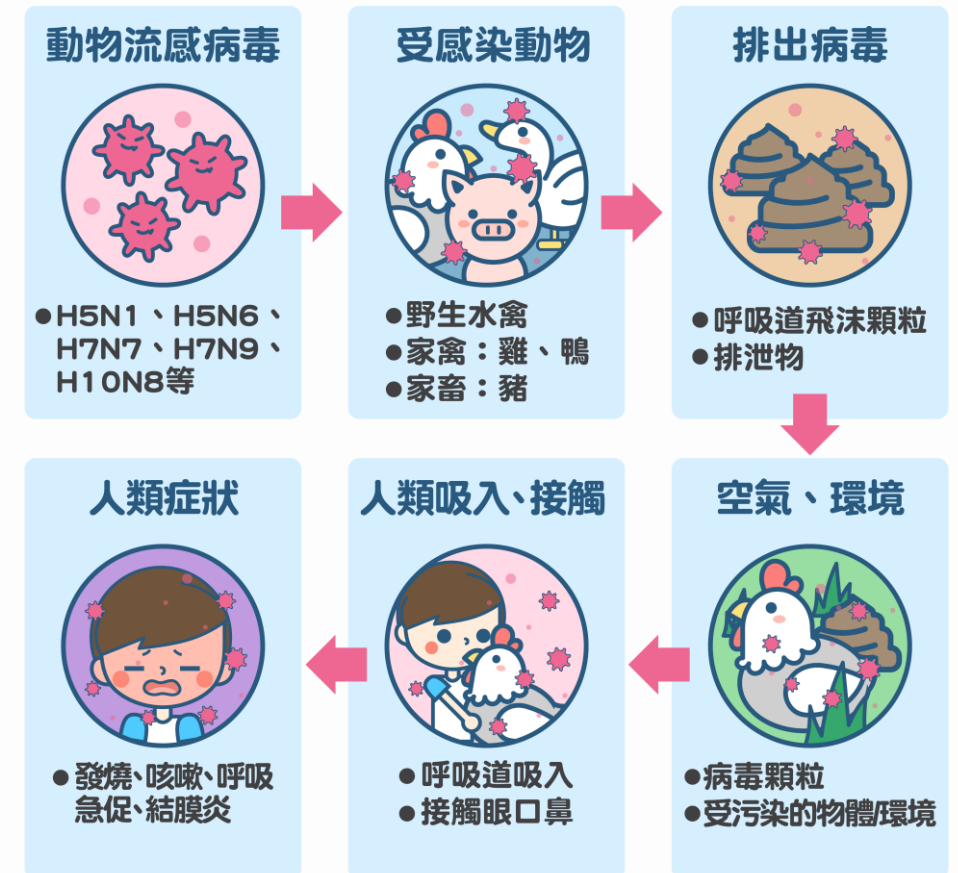 動物流感病毒
●H5N1、H5N6、
H7N7、H7N9、
H10N8等
受感染動物
●野生水禽
●家禽：雞、鴨
●家畜：豬
排出病毒
●呼吸道飛沫顆粒
●排泄物
空氣、環境
●病毒顆粒
●受污染的物體/環境
人類吸入、接觸
●呼吸道吸入
●接觸眼口鼻
人類症狀
●發燒、咳嗽、呼吸
急促、結膜炎